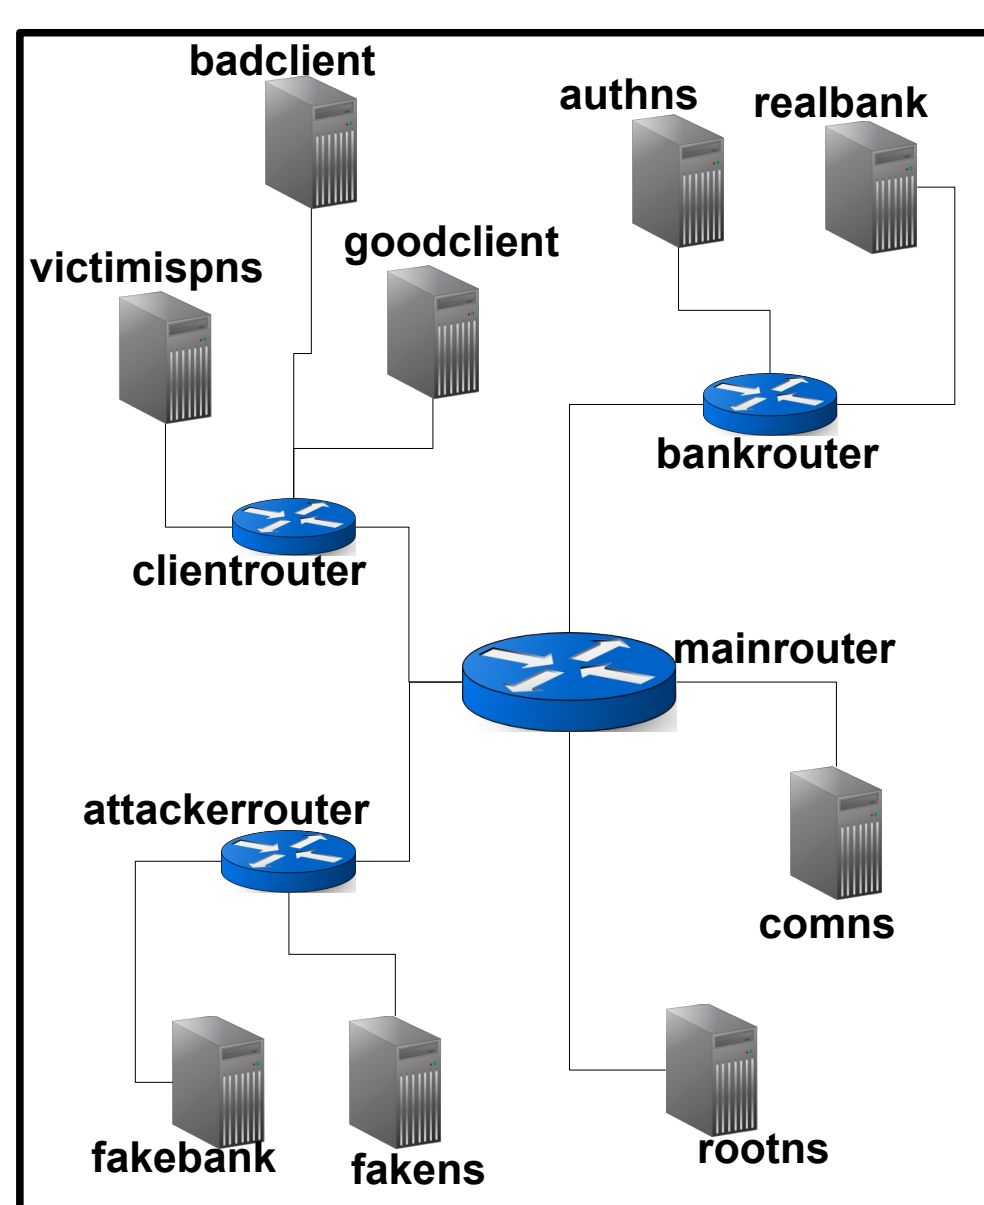 badclient
authns
realbank
goodclient
victimispns
bankrouter
clientrouter
mainrouter
attackerrouter
comns
fakebank
fakens
rootns